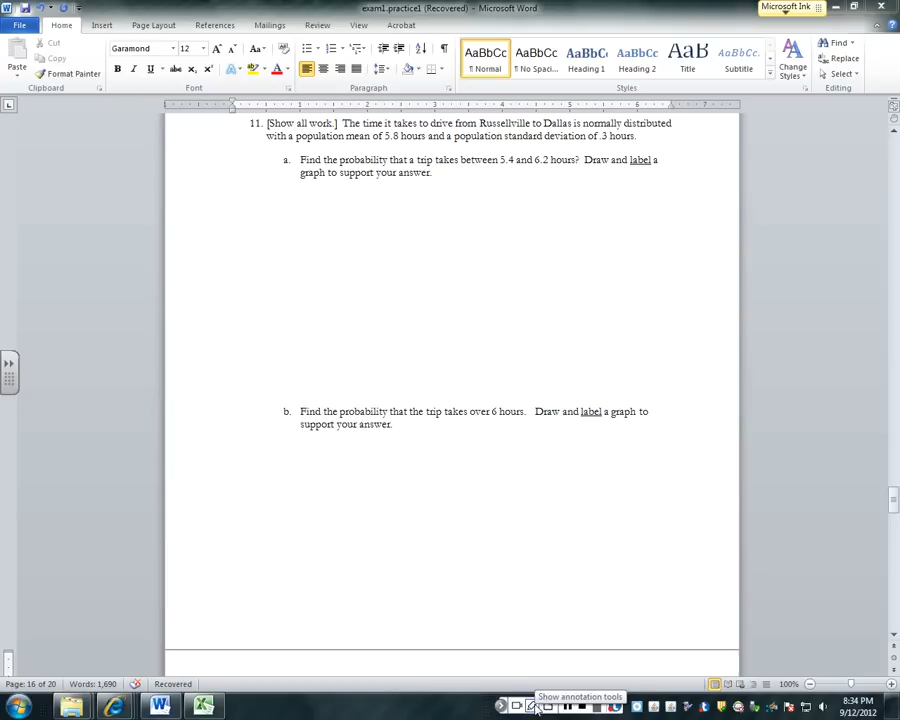 exam1.practice1 (Recovered) - Microsoft Word
Microsoft Ink
File Home Insert Page Layout References Mailings Review View Acrobat
Cut
Copy
Format Painter
Paste
Clipboard
Garamond 12
Font
Paragraph
AaBbCc AaBbCc AaBbCc AaBbCc AaB AaBbCc.
¶ Normal ¶ No Spaci... Heading 1 Heading 2 Title Subtitle
Change Styles
Styles
Find
Replace
Select
Editing
11. [Show all work.] The time it takes to drive from Russellville to Dallas is normally distributed
with a population mean of 5.8 hours and a population standard deviation of .3 hours.
a. Find the probability that a trip takes between 5.4 and 6.2 hours? Draw and label a
graph to support your answer.
b. Find the probability that the trip takes over 6 hours. Draw and label a graph to
support your answer.
Page: 16 of 20 Words: 1,690 Recovered 100%
Show annotation tools
8:34 PM
9/12/2012